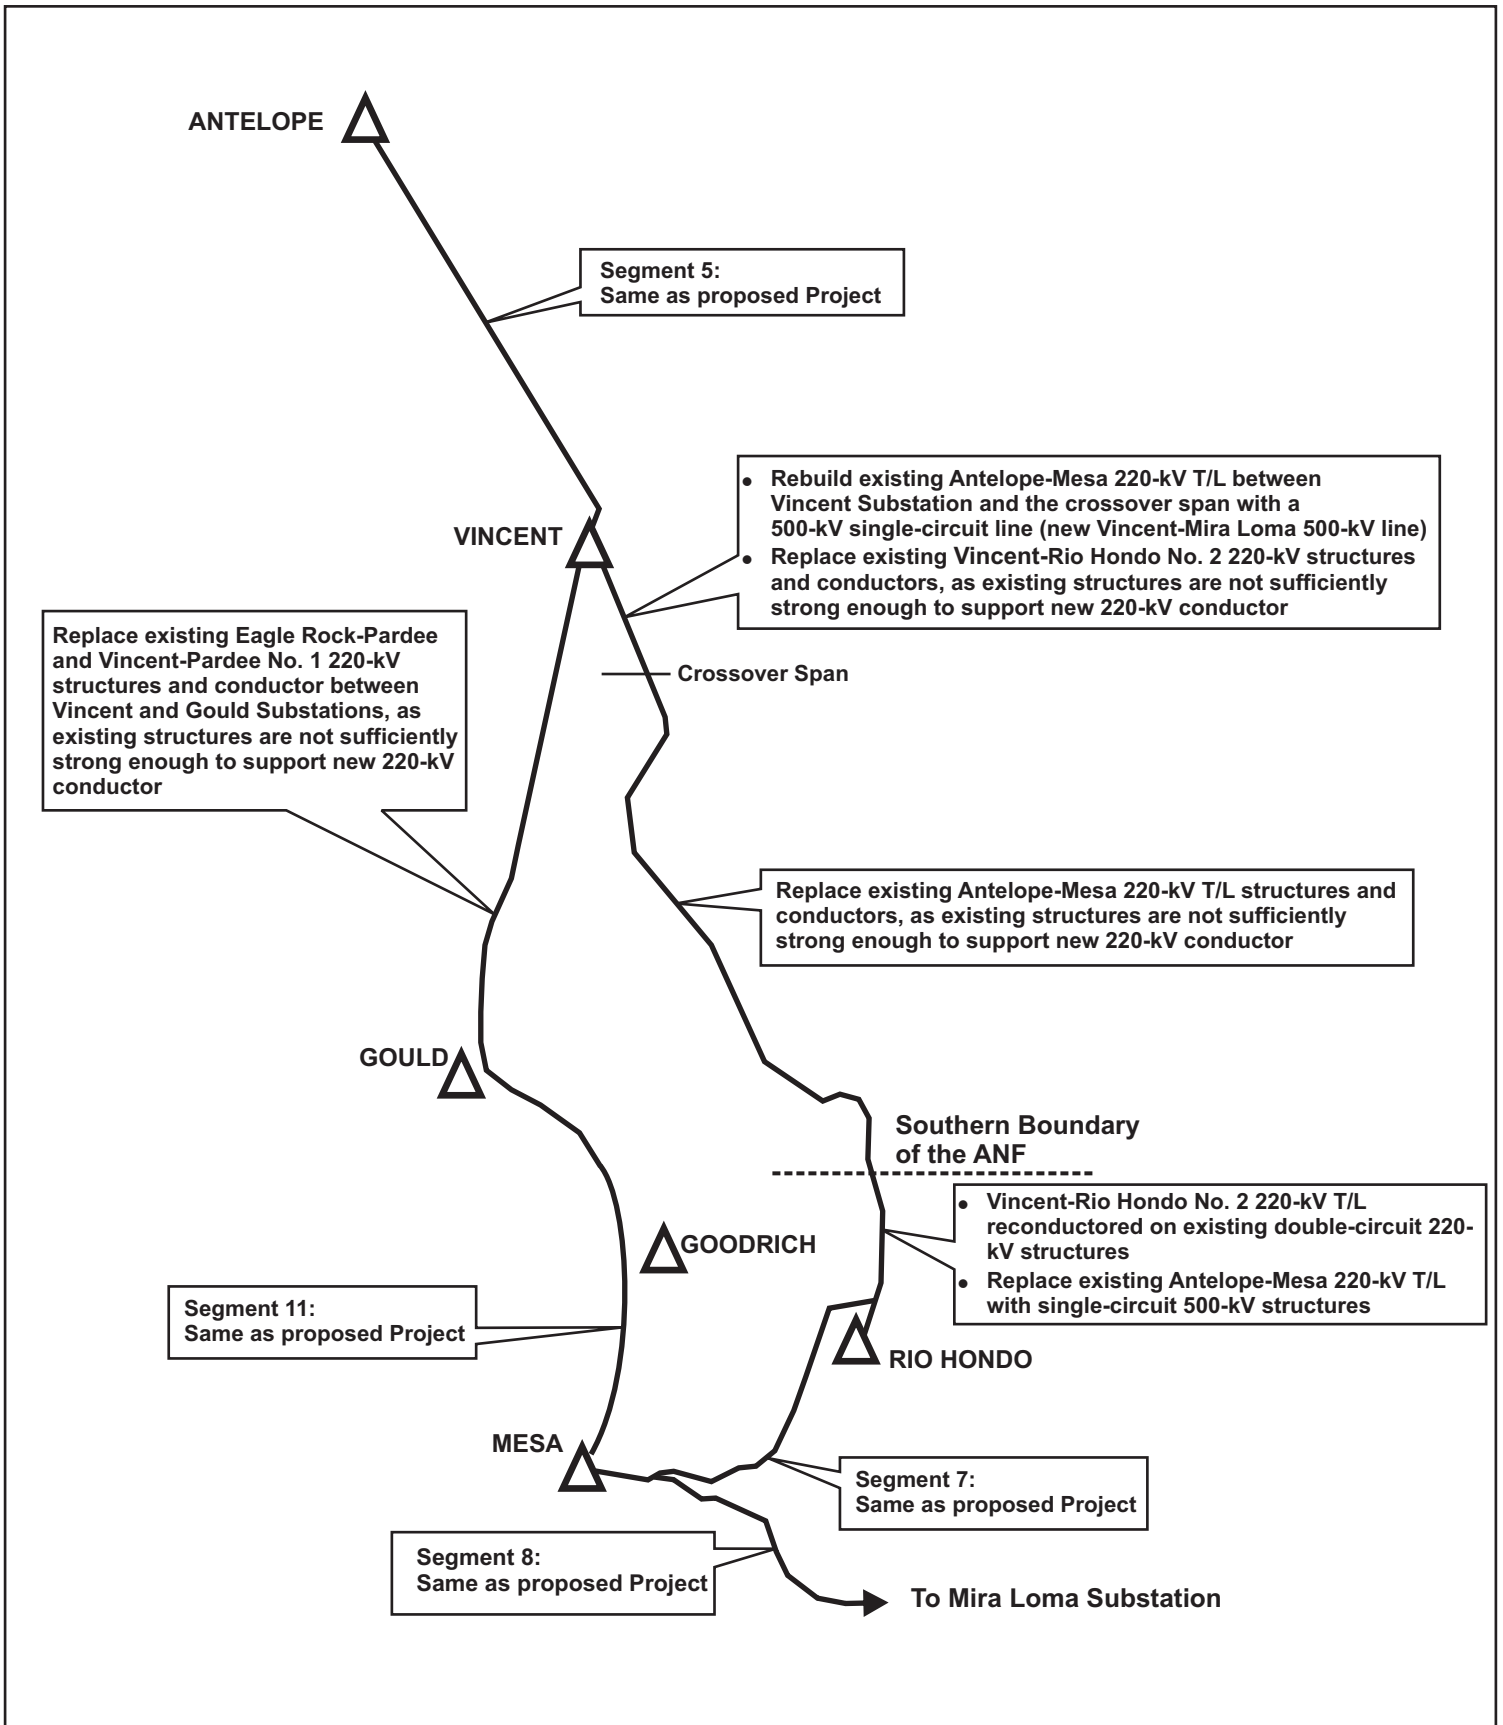 ANTELOPE
Segment 5:
Same as proposed Project
• Rebuild existing Antelope-Mesa 220-kV T/L between
Vincent Substation and the crossover span with a
500-kV single-circuit line (new Vincent-Mira Loma 500-kV line)
• Replace existing Vincent-Rio Hondo No. 2 220-kV structures
and conductors, as existing structures are not sufficiently
strong enough to support new 220-kV conductor
VINCENT
Replace existing Eagle Rock-Pardee
and Vincent-Pardee No. 1 220-kV
structures and conductor between
Vincent and Gould Substations, as
existing structures are not sufficiently
strong enough to support new 220-kV
conductor
Crossover Span
Replace existing Antelope-Mesa 220-kV T/L structures and
conductors, as existing structures are not sufficiently
strong enough to support new 220-kV conductor
GOULD
Southern Boundary
of the ANF
• Vincent-Rio Hondo No. 2 220-kV T/L
reconductored on existing double-circuit 220-
kV structures
• Replace existing Antelope-Mesa 220-kV T/L
with single-circuit 500-kV structures
GOODRICH
Segment 11:
Same as proposed Project
RIO HONDO
MESA
Segment 7:
Same as proposed Project
Segment 8:
Same as proposed Project
To Mira Loma Substation